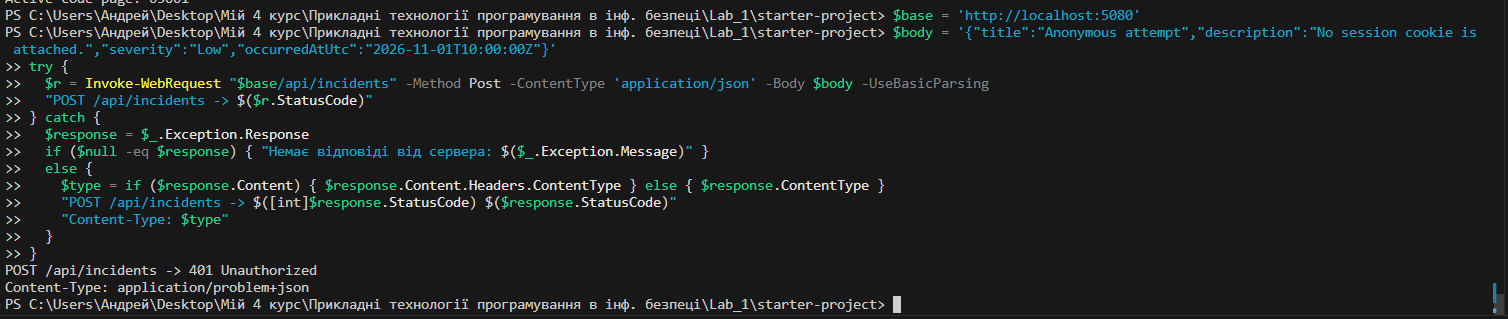 Active code page: 65001
PS C:\Users\Андрей\Desktop\Мій 4 курс\Прикладні технології програмування в інф. безпеці\Lab_1\starter-project> $base = 'http://localhost:5080'
PS C:\Users\Андрей\Desktop\Мій 4 курс\Прикладні технології програмування в інф. безпеці\Lab_1\starter-project> $body = '{"title":"Anonymous attempt","description":"No session cookie is
 attached.","severity":"Low","occurredAtUtc":"2026-11-01T10:00:00Z"}'
>> try {
>>   $r = Invoke-WebRequest "$base/api/incidents" -Method Post -ContentType 'application/json' -Body $body -UseBasicParsing
>>   "POST /api/incidents -> $($r.StatusCode)"
>> } catch {
>>   $response = $_.Exception.Response
>>   if ($null -eq $response) { "Немає відповіді від сервера: $($_.Exception.Message)" }
>>   else {
>>     $type = if ($response.Content) { $response.Content.Headers.ContentType } else { $response.ContentType }
>>     "POST /api/incidents -> $([int]$response.StatusCode) $($response.StatusCode)"
>>     "Content-Type: $type"
>>   }
>> }
POST /api/incidents -> 401 Unauthorized
Content-Type: application/problem+json
PS C:\Users\Андрей\Desktop\Мій 4 курс\Прикладні технології програмування в інф. безпеці\Lab_1\starter-project>